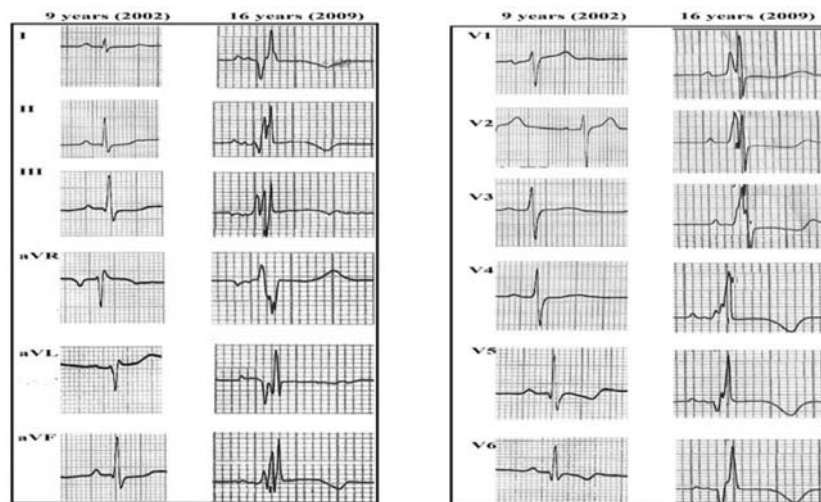 9 years (2002) 16 years (2009)
I
II
III
aVR
aVL
aVF
9 years (2002) 16 years (2009)
V1
V2
V3
V4
V5
V6